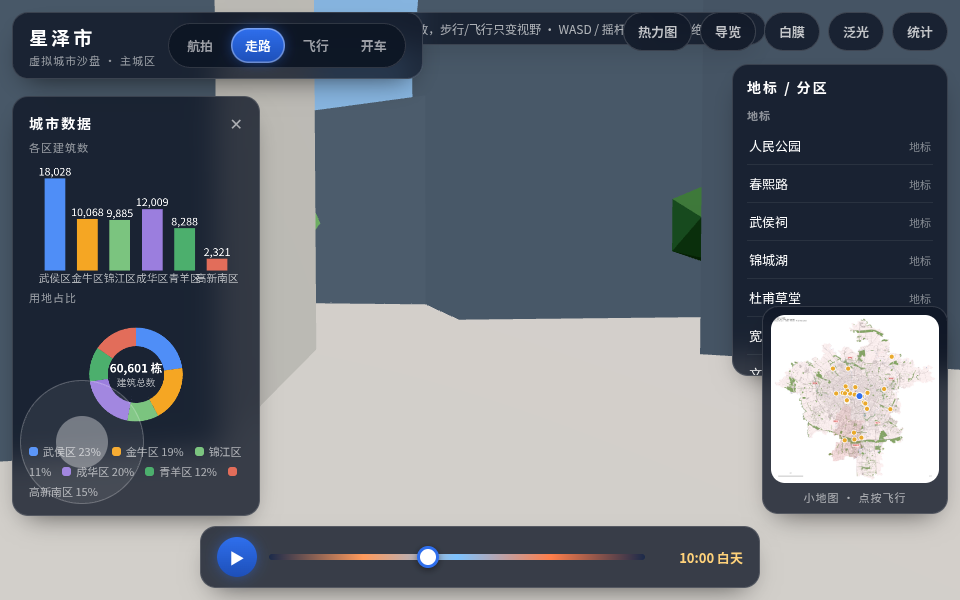 星泽市
虚拟城市沙盘 · 主城区
航拍
走路
飞行
开车
，步行/飞行只变视野 · WASD / 摇杆
热力图
导览
白膜
泛光
统计
城市数据
×
各区建筑数
18,028
10,068
9,885
12,009
8,288
2,321
武侯区
金牛区
锦江区
成华区
青羊区
高新南区
用地占比
60,601 栋
建筑总数
武侯区 23% 金牛区 19% 锦江区
11% 成华区 20% 青羊区 12%
高新南区 15%
地标 / 分区
地标
人民公园 地标
春熙路 地标
武侯祠 地标
锦城湖 地标
杜甫草堂 地标
宽
小地图 · 点按飞行
10:00 白天